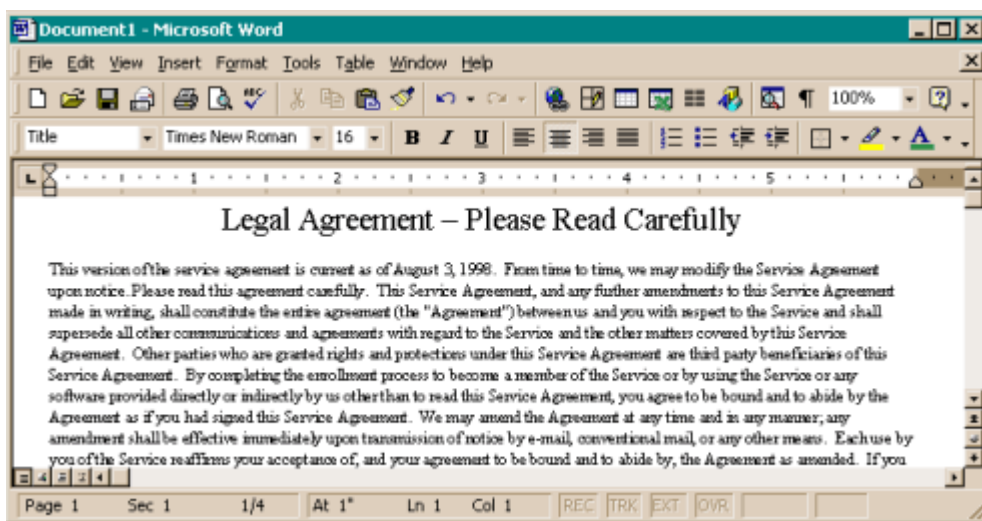 Document1 - Microsoft Word
File Edit View Insert Format Tools Table Window Help
ABC 100%
Title Times New Roman 16 B I U A
1 2 3 4 5
Legal Agreement – Please Read Carefully
This version of the service agreement is current as of August 3, 1998. From time to time, we may modify the Service Agreement
upon notice. Please read this agreement carefully. This Service Agreement, and any further amendments to this Service Agreement
made in writing, shall constitute the entire agreement (the "Agreement") between us and you with respect to the Service and shall
supersede all other communications and agreements with regard to the Service and the other matters covered by this Service
Agreement. Other parties who are granted rights and protections under this Service Agreement are third party beneficiaries of this
Service Agreement. By completing the enrollment process to become a member of the Service or by using the Service or any
software provided directly or indirectly by us other than to read this Service Agreement, you agree to be bound and to abide by the
Agreement as if you had signed this Service Agreement. We may amend the Agreement at any time and in any manner; any
amendment shall be effective immediately upon transmission of notice by e-mail, conventional mail, or any other means. Each use by
you of the Service reaffirms your acceptance of, and your agreement to be bound and to abide by, the Agreement as amended. If you
Page 1 Sec 1 1/4 At 1" Ln 1 Col 1 REC TRK EXT OVR